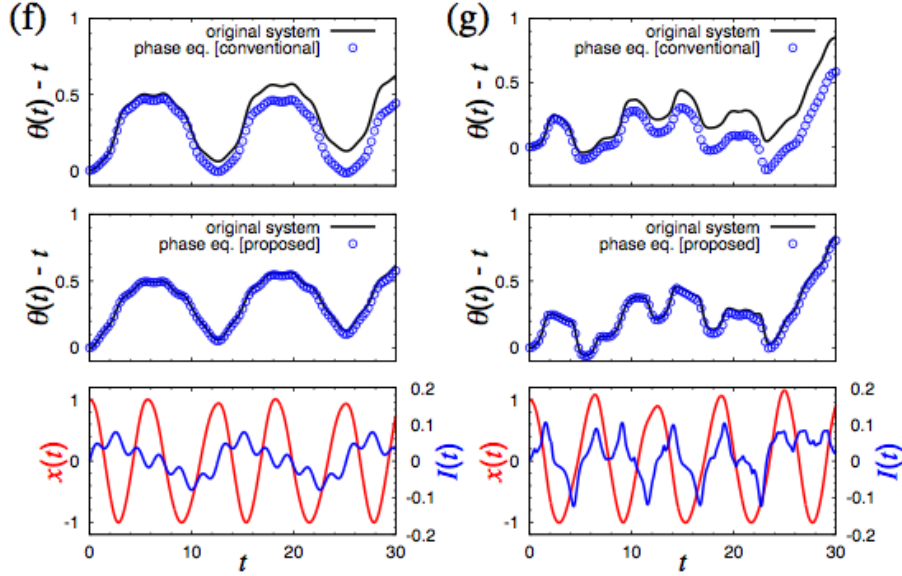 (f)
original system
phase eq. [conventional]
θ(t) - t
1
0.5
0
original system
phase eq. [proposed]
θ(t) - t
1
0.5
0
x(t)
1
0
-1
I(t)
0.2
0.1
0
-0.1
-0.2
0 10 20 30
t
(g)
original system
phase eq. [conventional]
θ(t) - t
1
0.5
0
original system
phase eq. [proposed]
θ(t) - t
1
0.5
0
x(t)
1
0
-1
I(t)
0.2
0.1
0
-0.1
-0.2
0 10 20 30
t